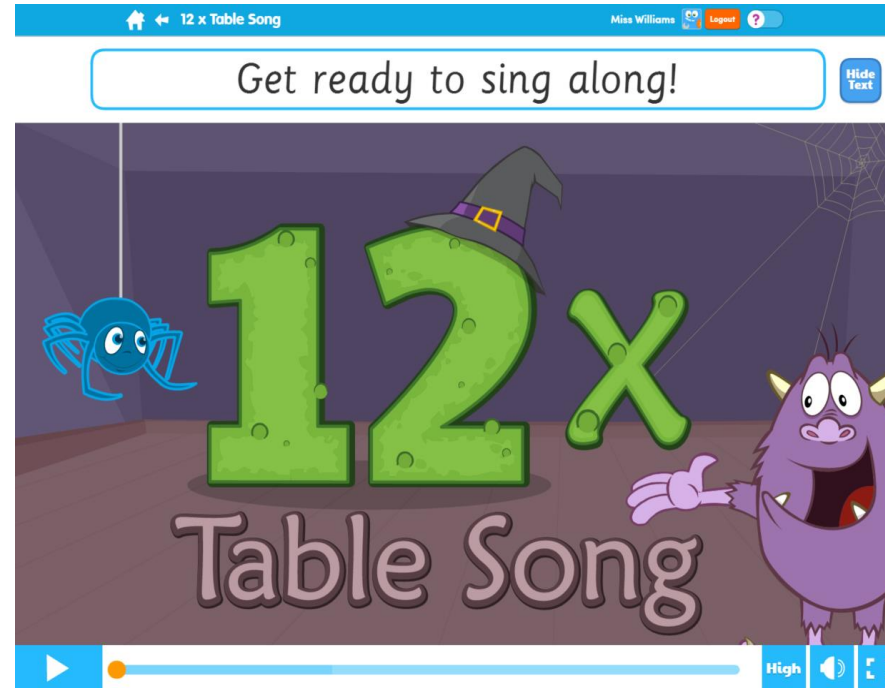 12 x Table Song
Miss Williams
Logout
?
Get ready to sing along!
Hide
Text
12x
Table Song
High